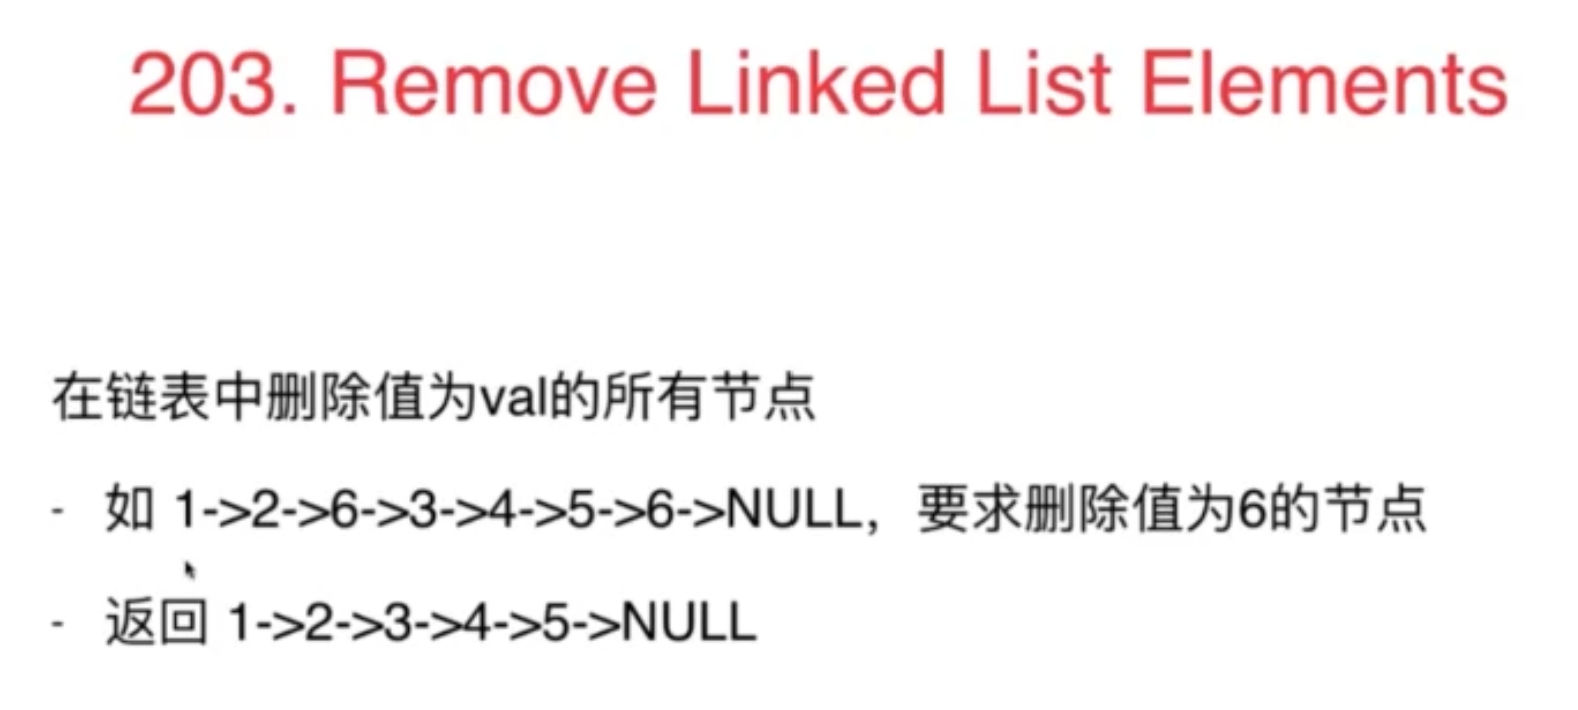 203. Remove Linked List Elements
在链表中删除值为val的所有节点
- 如 1->2->6->3->4->5->6->NULL，要求删除值为6的节点
- 返回 1->2->3->4->5->NULL